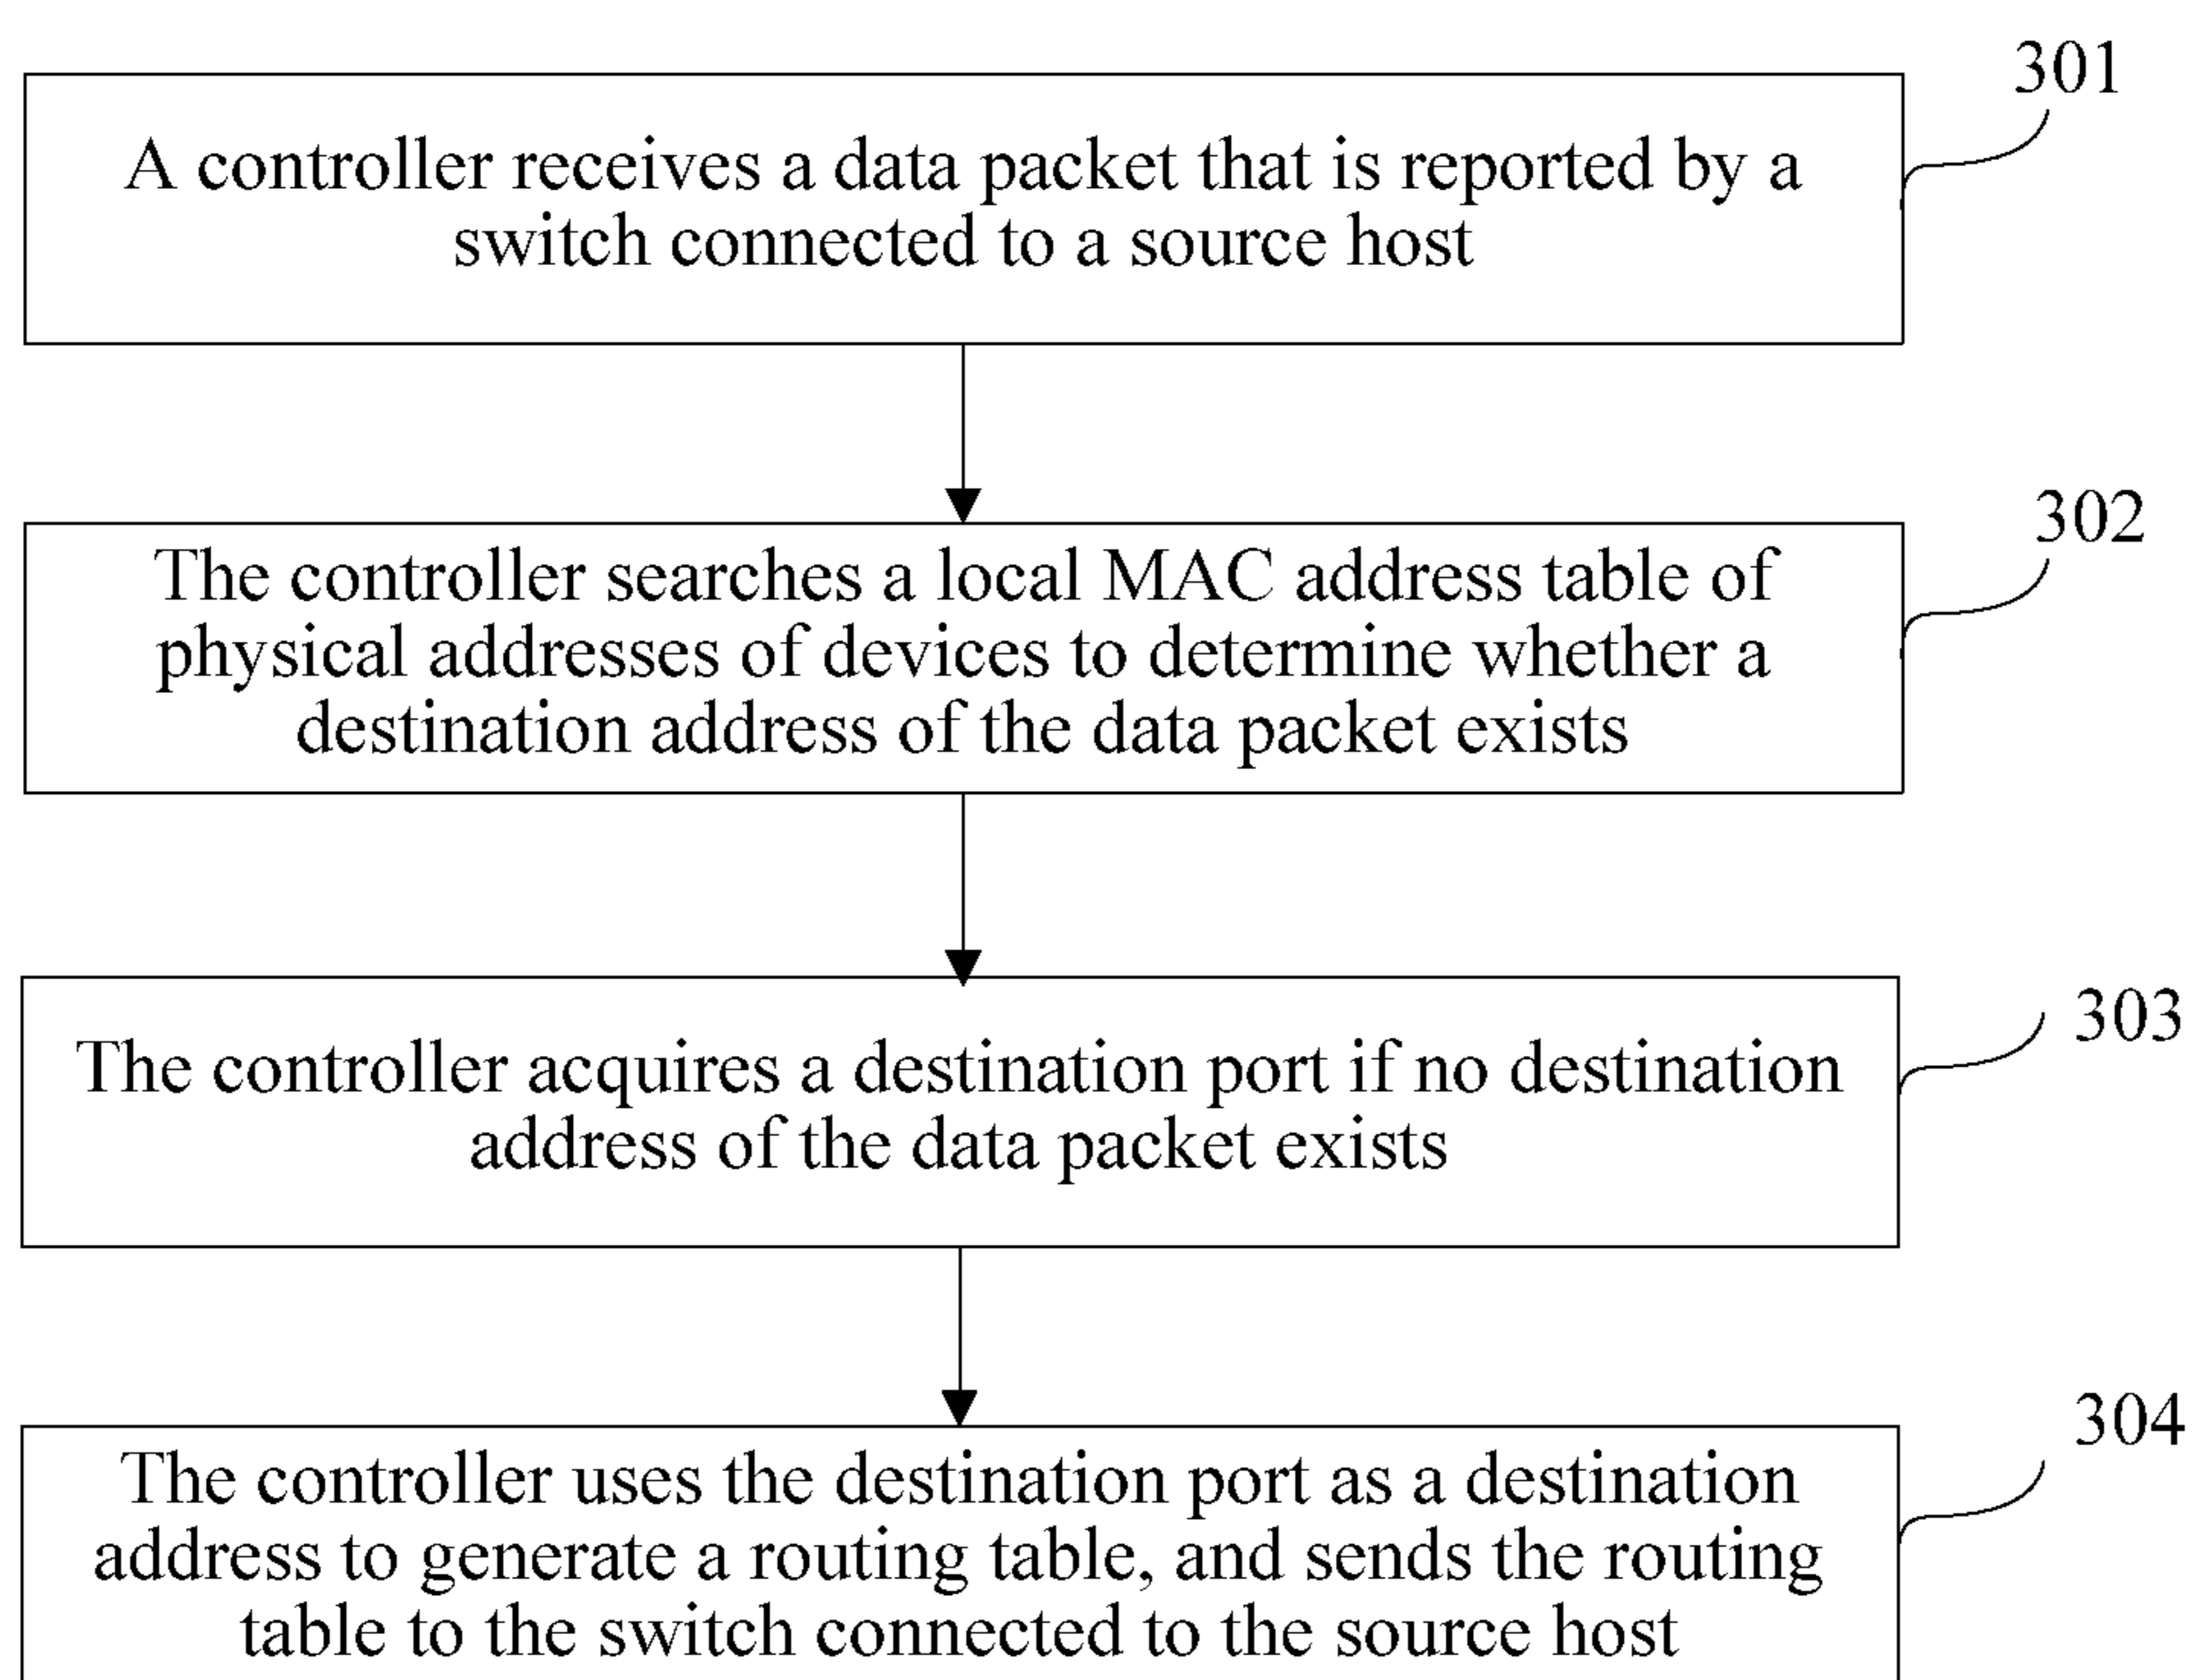 301
A controller receives a data packet that is reported by a
switch connected to a source host
302
The controller searches a local MAC address table of
physical addresses of devices to determine whether a
destination address of the data packet exists
303
The controller acquires a destination port if no destination
address of the data packet exists
304
The controller uses the destination port as a destination
address to generate a routing table, and sends the routing
table to the switch connected to the source host